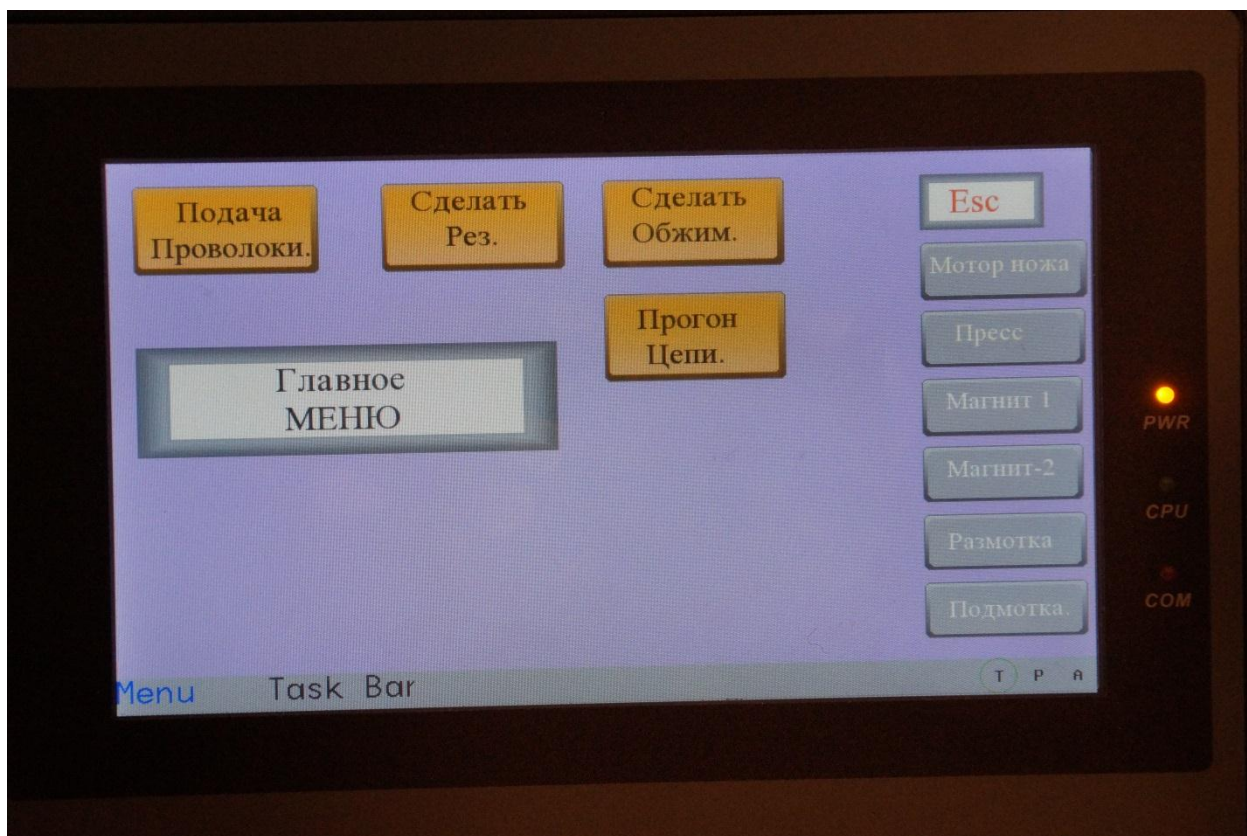 Подача
Проволоки.
Сделать
Рез.
Сделать
Обжим.
Esc
Мотор ножа
Прогон
Цепи.
Пресс
Главное
МЕНЮ
Магнит 1
Магнит-2
Размотка
Подмотка.
PWR
CPU
COM
Menu
Task Bar
T P A